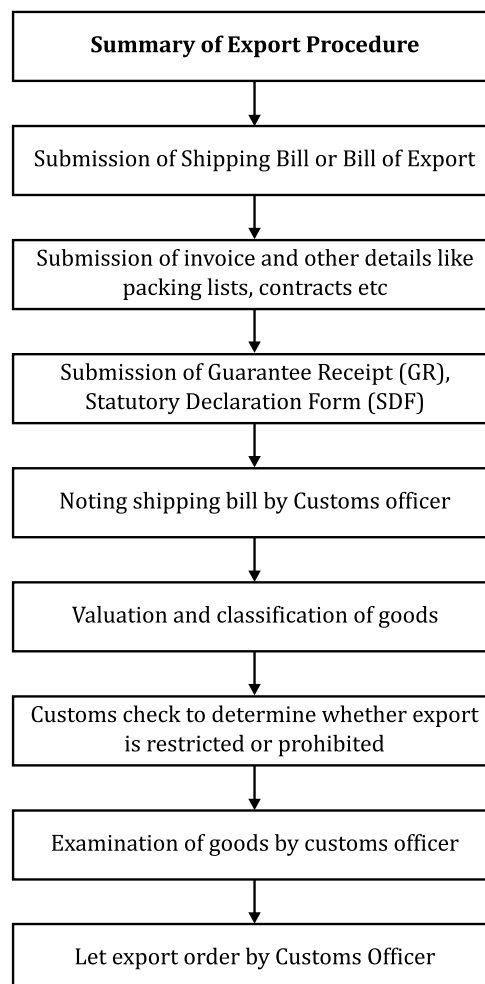 Summary of Export Procedure
Submission of Shipping Bill or Bill of Export
Submission of invoice and other details like
packing lists, contracts etc
Submission of Guarantee Receipt (GR),
Statutory Declaration Form (SDF)
Noting shipping bill by Customs officer
Valuation and classification of goods
Customs check to determine whether export
is restricted or prohibited
Examination of goods by customs officer
Let export order by Customs Officer